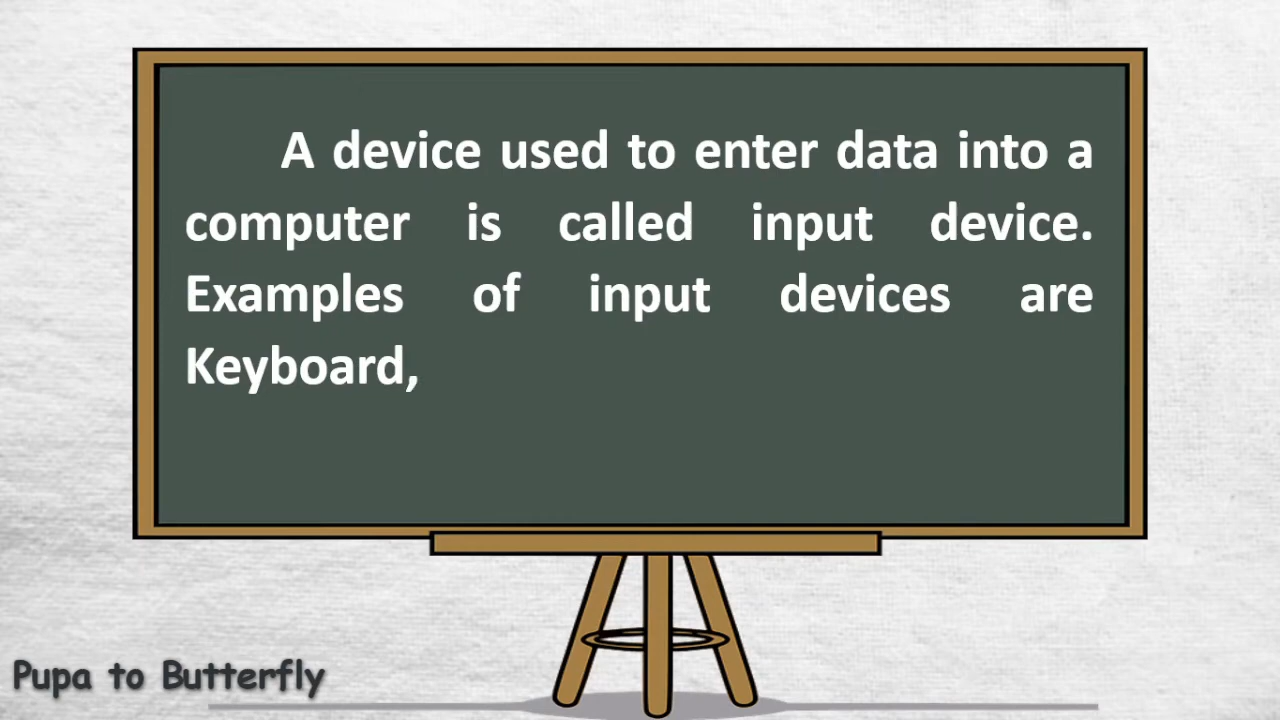 A device used to enter data into a
computer is called input device.
Examples of input devices are
Keyboard,
Pupa to Butterfly